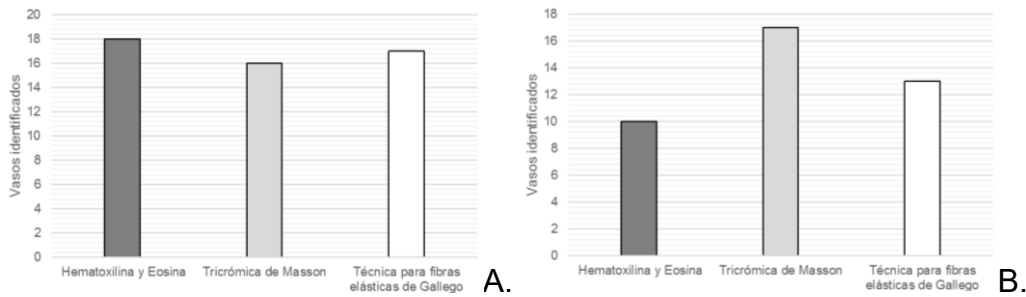 20
18
16
14
12
10
8
6
4
2
0
Vasos identificados
Hematoxilina y Eosina
Tricrómica de Masson
Técnica para fibras
elásticas de Gallego
A.
18
16
14
12
10
8
6
4
2
0
Vasos identificados
Hematoxilina y Eosina
Tricrómica de Masson
Técnica para fibras
elásticas de Gallego
B.